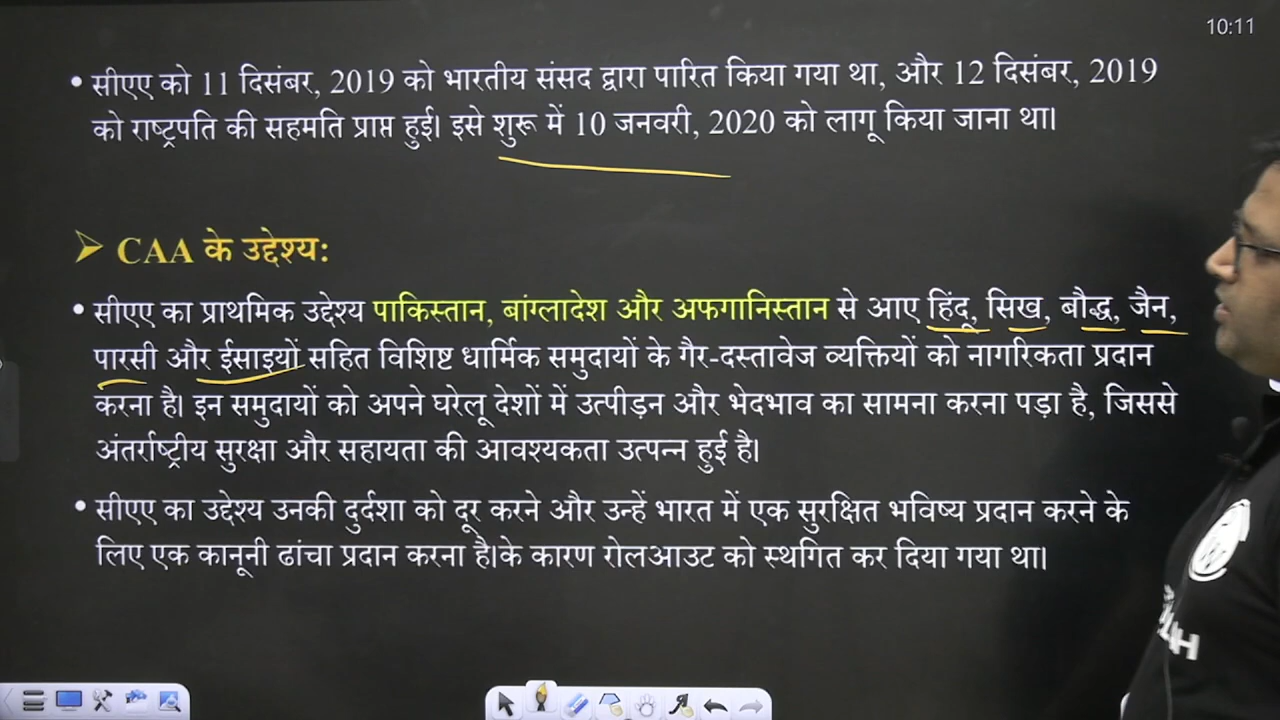 10:11
• सीएए को 11 दिसंबर, 2019 को भारतीय संसद द्वारा पारित किया गया था, और 12 दिसंबर, 2019
को राष्ट्रपति की सहमति प्राप्त हुई। इसे शुरू में 10 जनवरी, 2020 को लागू किया जाना था।
➢ CAA के उद्देश्य:
• सीएए का प्राथमिक उद्देश्य पाकिस्तान, बांग्लादेश और अफगानिस्तान से आए हिंदू, सिख, बौद्ध, जैन,
पारसी और ईसाइयों सहित विशिष्ट धार्मिक समुदायों के गैर-दस्तावेज व्यक्तियों को नागरिकता प्रदान
करना है। इन समुदायों को अपने घरेलू देशों में उत्पीड़न और भेदभाव का सामना करना पड़ा है, जिससे
अंतर्राष्ट्रीय सुरक्षा और सहायता की आवश्यकता उत्पन्न हुई है।
• सीएए का उद्देश्य उनकी दुर्दशा को दूर करने और उन्हें भारत में एक सुरक्षित भविष्य प्रदान करने के
लिए एक कानूनी ढांचा प्रदान करना है।के कारण रोलआउट को स्थगित कर दिया गया था।